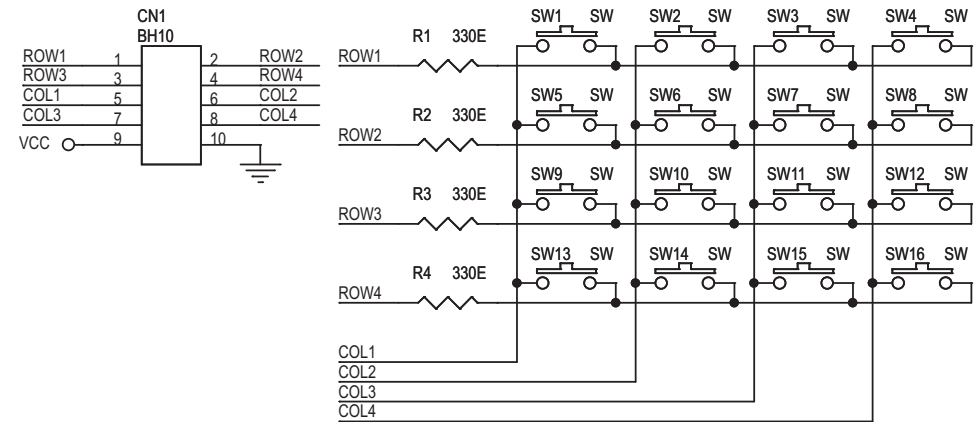 CN1
BH10
ROW1 1 2 ROW2
ROW3 3 4 ROW4
COL1 5 6 COL2
COL3 7 8 COL4
VCC 9 10
SW1 SW SW2 SW SW3 SW SW4 SW
R1 330E
ROW1
SW5 SW SW6 SW SW7 SW SW8 SW
R2 330E
ROW2
SW9 SW SW10 SW SW11 SW SW12 SW
R3 330E
ROW3
SW13 SW SW14 SW SW15 SW SW16 SW
R4 330E
ROW4
COL1
COL2
COL3
COL4